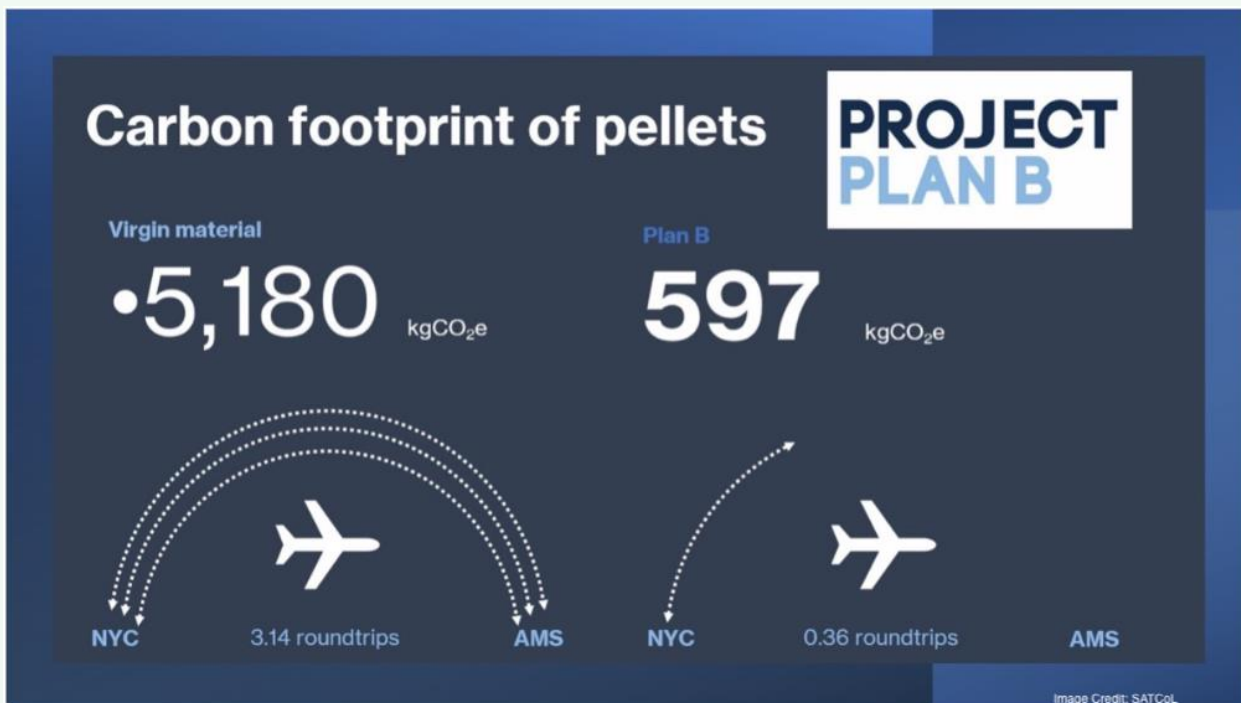 Carbon footprint of pellets
PROJECT
PLAN B
Virgin material
•5,180 kgCO₂e
Plan B
597 kgCO₂e
NYC 3.14 roundtrips AMS
NYC 0.36 roundtrips AMS
Image Credit: SATCoL